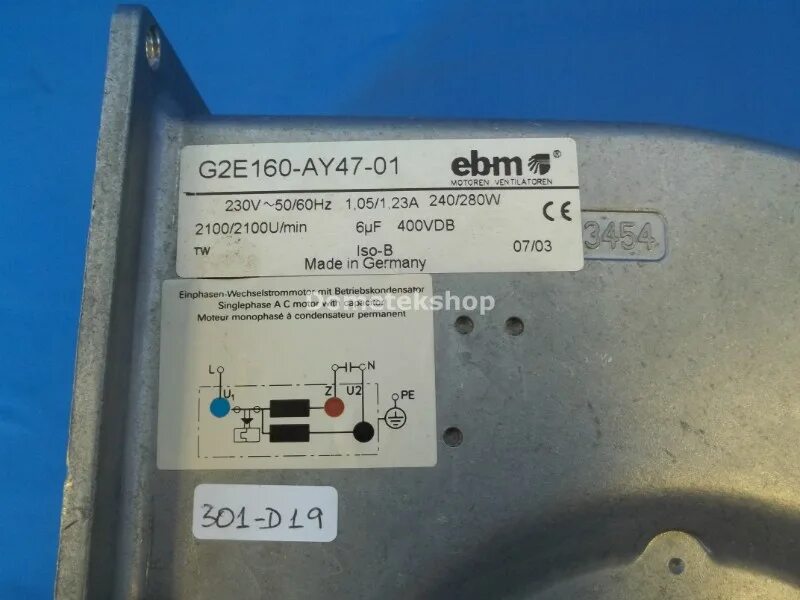 G2E160-AY47-01
ebm®
MOTOREN VENTILATOREN
230V~50/60Hz 1,05/1,23A 240/280W
2100/2100U/min 6µF 400VDB
CE
TW Iso-B 07/03
Made in Germany
3454
Einphasen-Wechselstrommotor mit Betriebskondensator
Singlephase A C motor with capacitor
Moteur monophasé à condensateur permanent
Domotekshop
L N
U1 Z U2 PE
301-D19